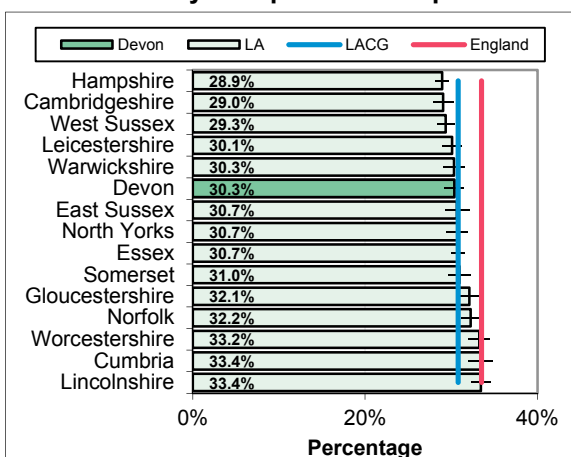 Devon LA LACG England
Hampshire 28.9%
Cambridgeshire 29.0%
West Sussex 29.3%
Leicestershire 30.1%
Warwickshire 30.3%
Devon 30.3%
East Sussex 30.7%
North Yorks 30.7%
Essex 30.7%
Somerset 31.0%
Gloucestershire 32.1%
Norfolk 32.2%
Worcestershire 33.2%
Cumbria 33.4%
Lincolnshire 33.4%
0% 20% 40%
Percentage